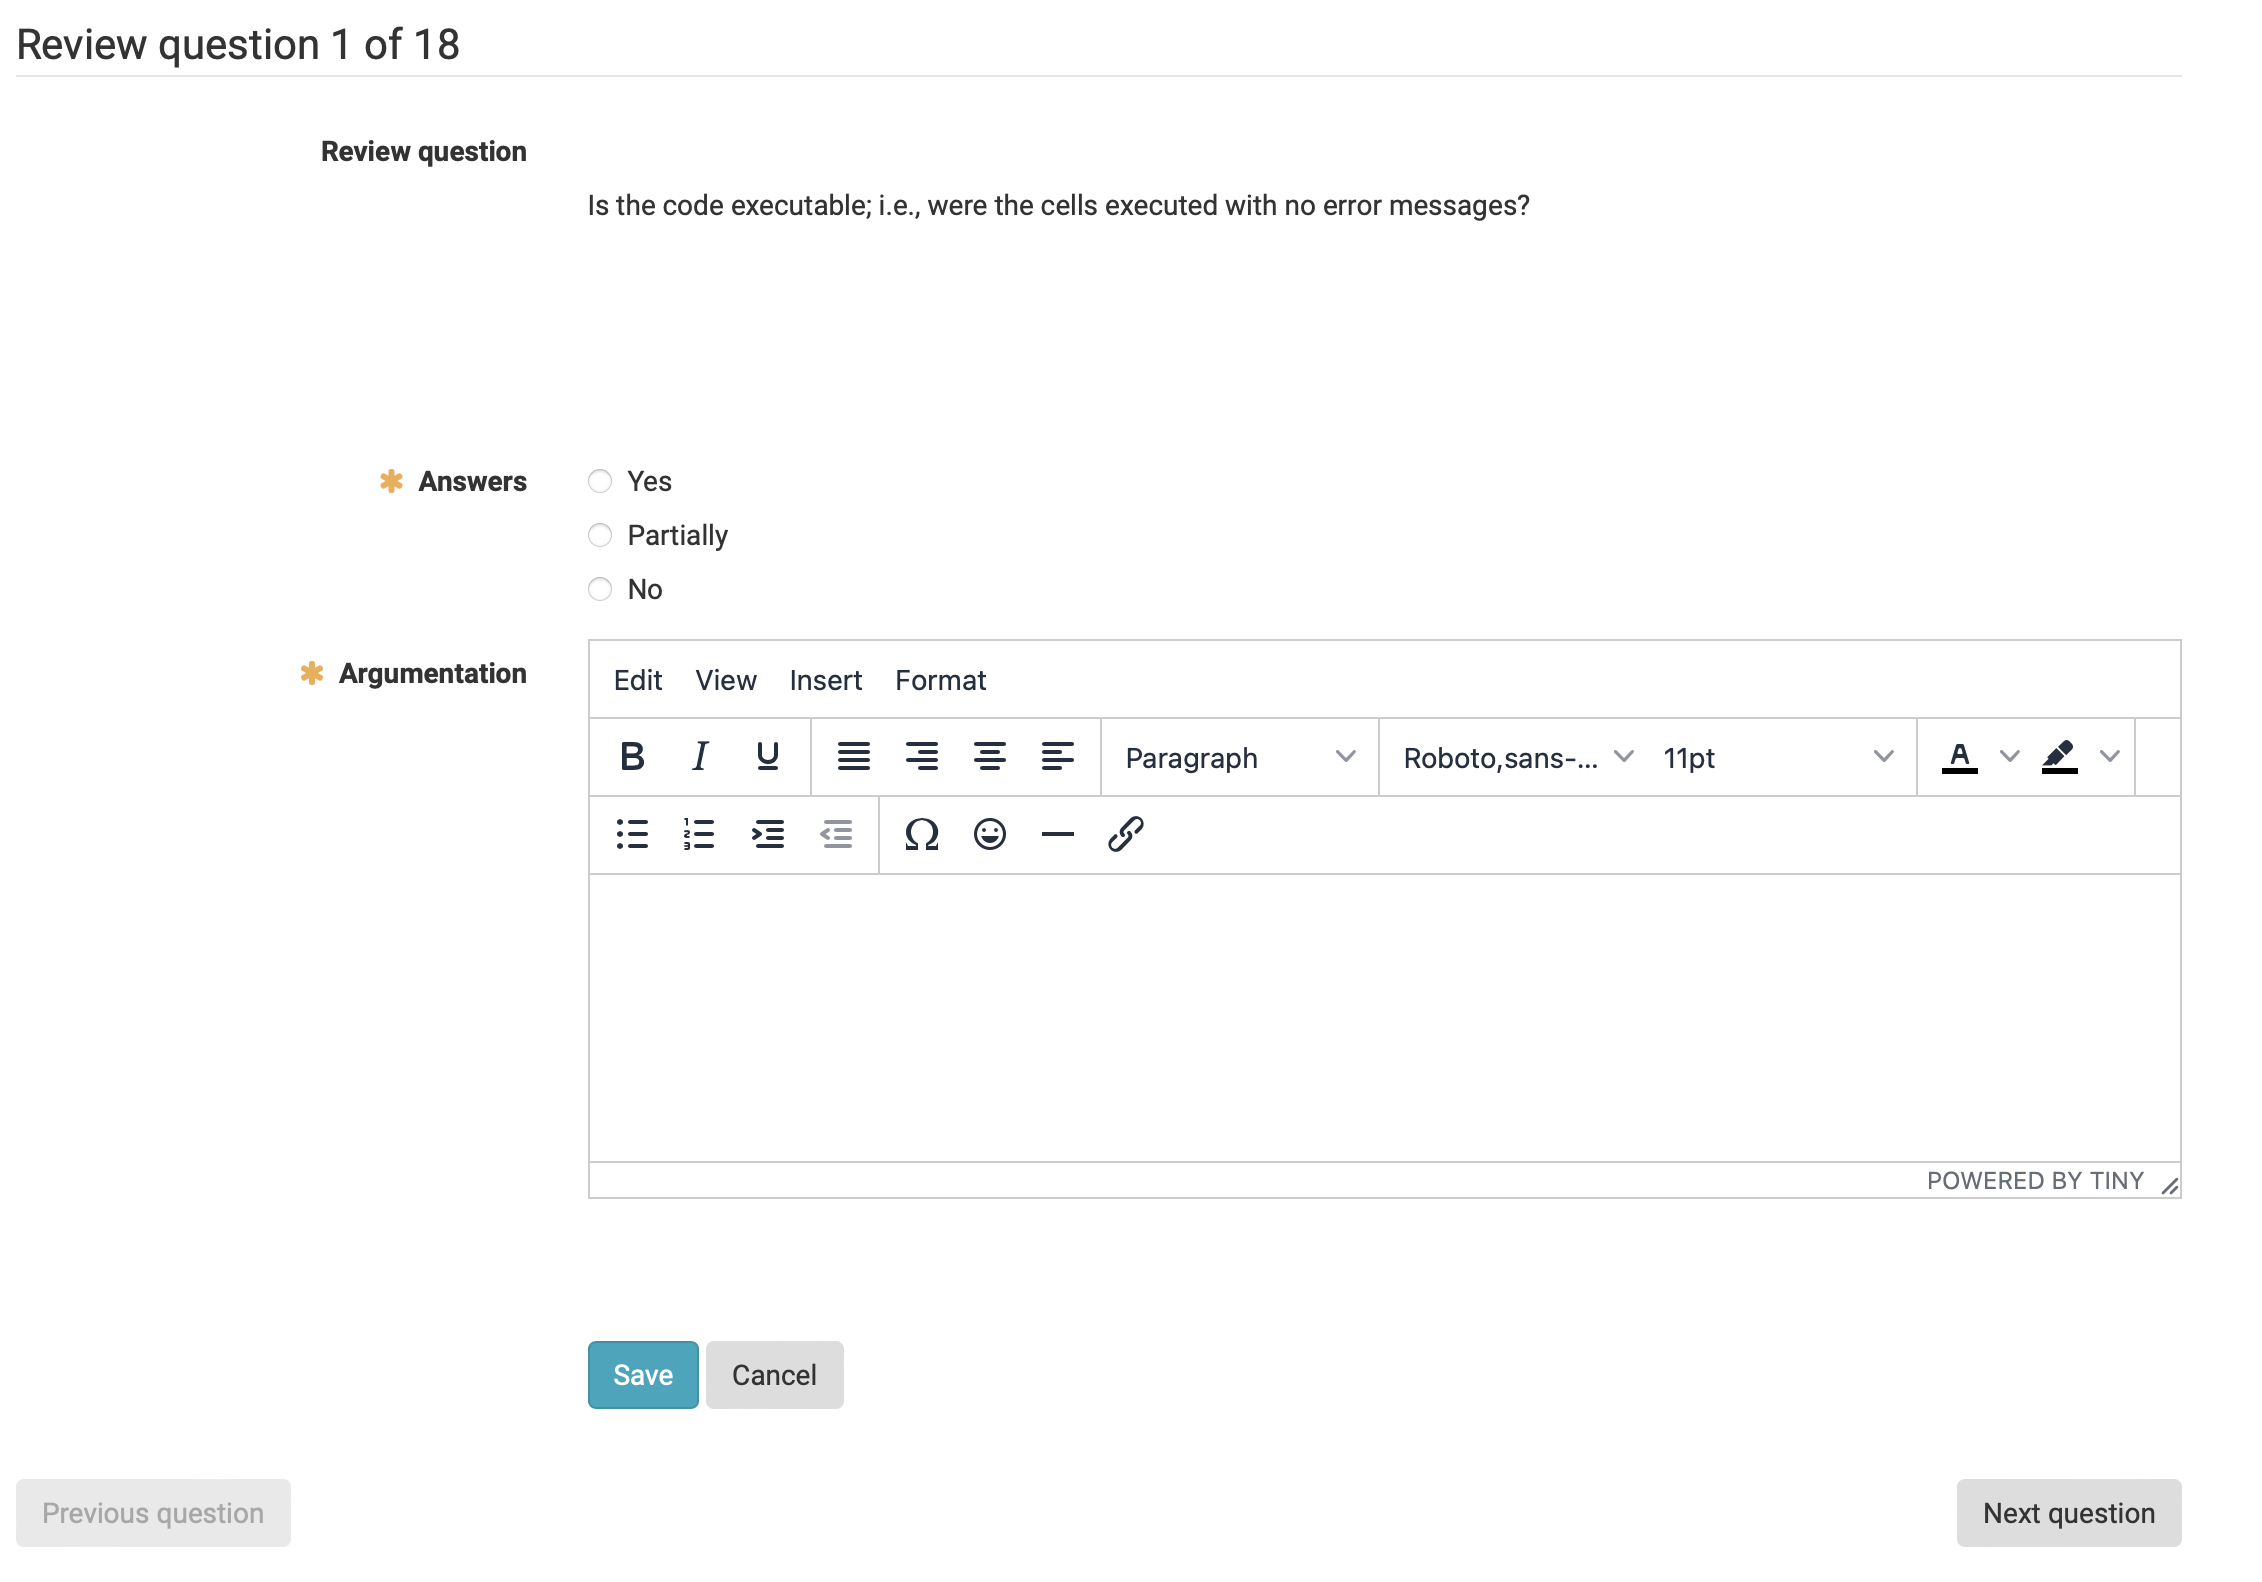 Review question 1 of 18
Review question
Is the code executable; i.e., were the cells executed with no error messages?
Answers
Yes
Partially
No
Argumentation
Edit View Insert Format
B I U Paragraph Roboto,sans-... 11pt A
Ω
POWERED BY TINY
Save Cancel
Previous question Next question